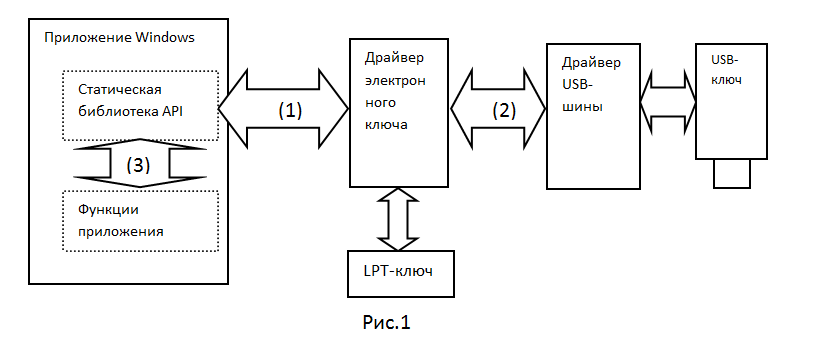 Приложение Windows
Статическая
библиотека API
(3)
Функции
приложения
(1)
Драйвер
электрон
ного
ключа
(2)
Драйвер
USB-
шины
USB-
ключ
LPT-ключ
Рис.1